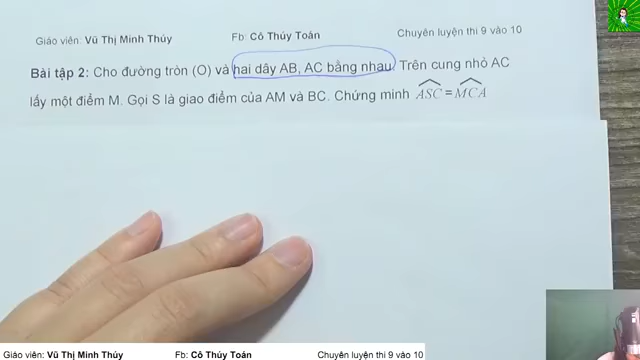 Giáo viên: Vũ Thị Minh Thúy Fb: Cô Thúy Toán Chuyên luyện thi 9 vào 10
Bài tập 2: Cho đường tròn (O) và hai dây AB, AC bằng nhau. Trên cung nhỏ AC
lấy một điểm M. Gọi S là giao điểm của AM và BC. Chứng minh ASC = MCA
Giáo viên: Vũ Thị Minh Thúy Fb: Cô Thúy Toán Chuyên luyện thi 9 vào 10